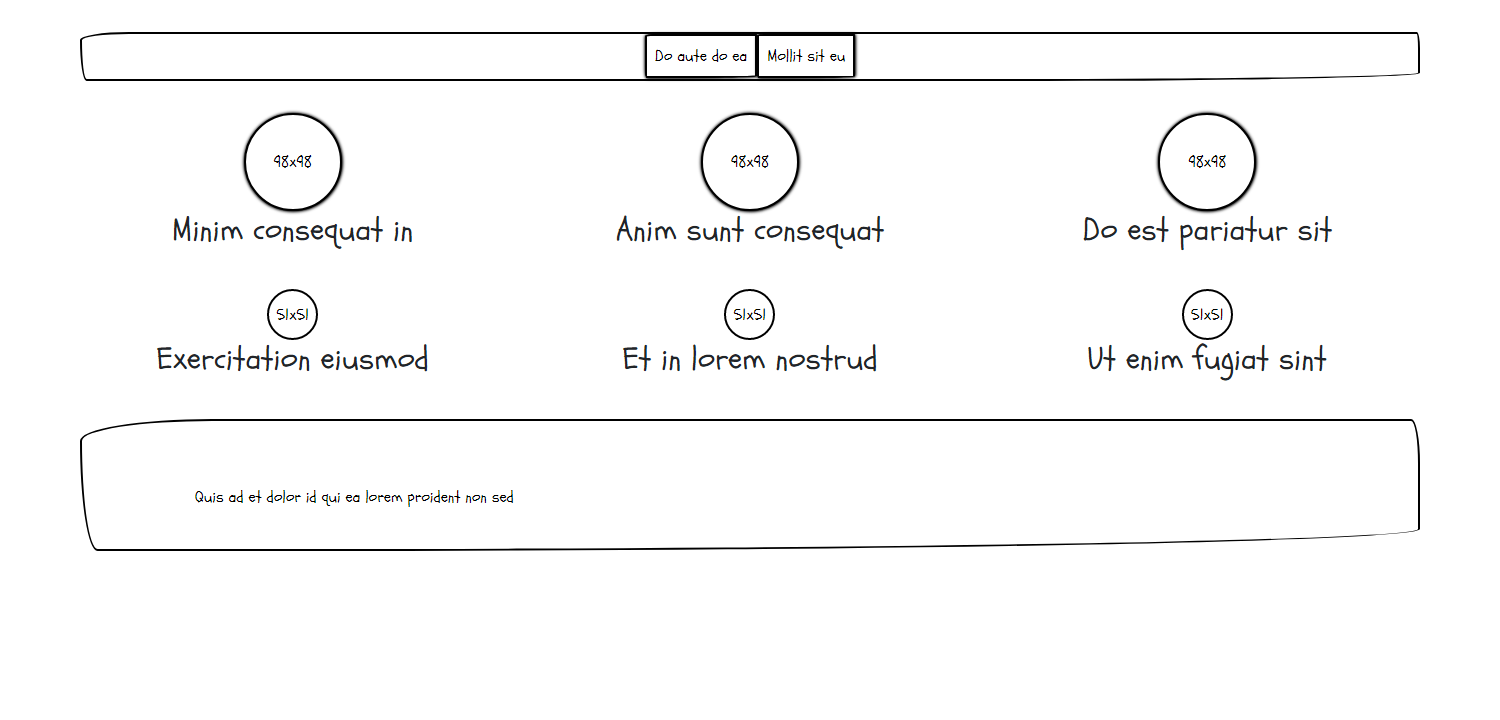 Do aute do ea Mollit sit eu
98x98 98x98 98x98
Minim consequat in Anim sunt consequat Do est pariatur sit
51x51 51x51 51x51
Exercitation eiusmod Et in lorem nostrud Ut enim fugiat sint
Quis ad et dolor id qui ea lorem proident non sed